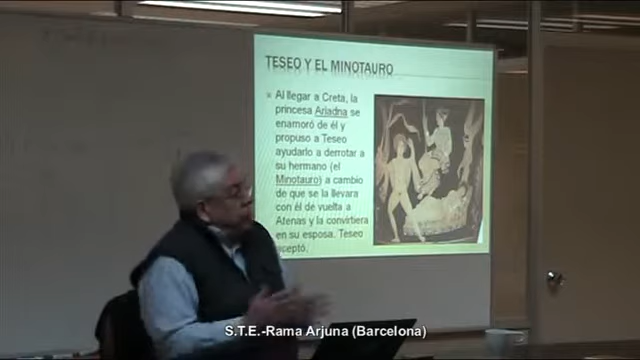 TESEO Y EL MINOTAURO
Al llegar a Creta, la
princesa Ariadna se
enamoró de él y
propuso a Teseo
ayudarlo a derrotar a
su hermano (el
Minotauro) a cambio
de que se la llevara
con él de vuelta a
Atenas y la convirtiera
en su esposa. Teseo
aceptó.
S.T.E.-Rama Arjuna (Barcelona)